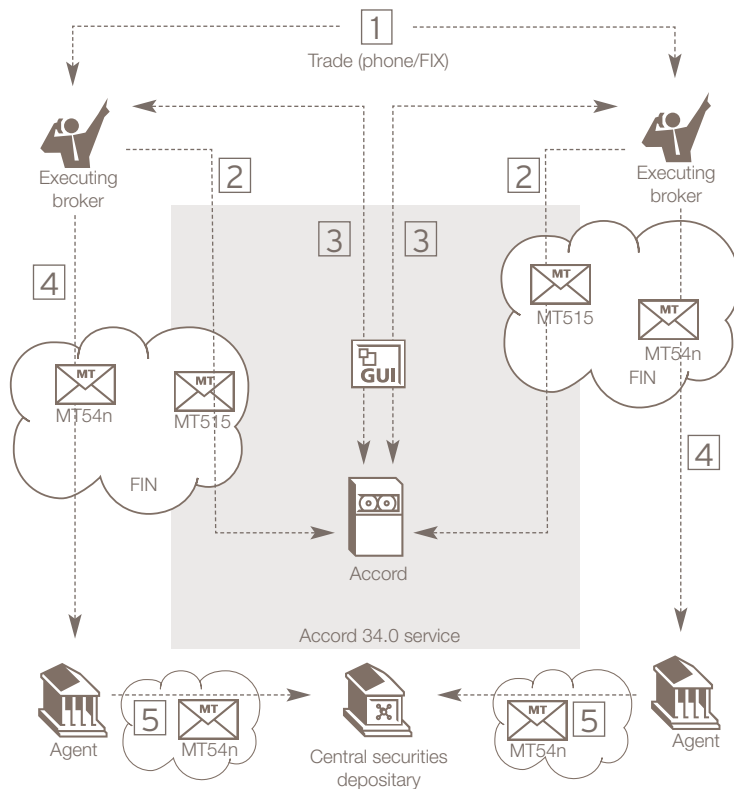 1
Trade (phone/FIX)
Executing
broker
Executing
broker
2
2
3
3
4
MT
MT515
MT
MT54n
FIN
GUI
MT
MT54n
MT
MT515
FIN
4
Accord
Accord 34.0 service
Agent
5
MT
MT54n
Central securities
depositary
MT
MT54n
5
Agent